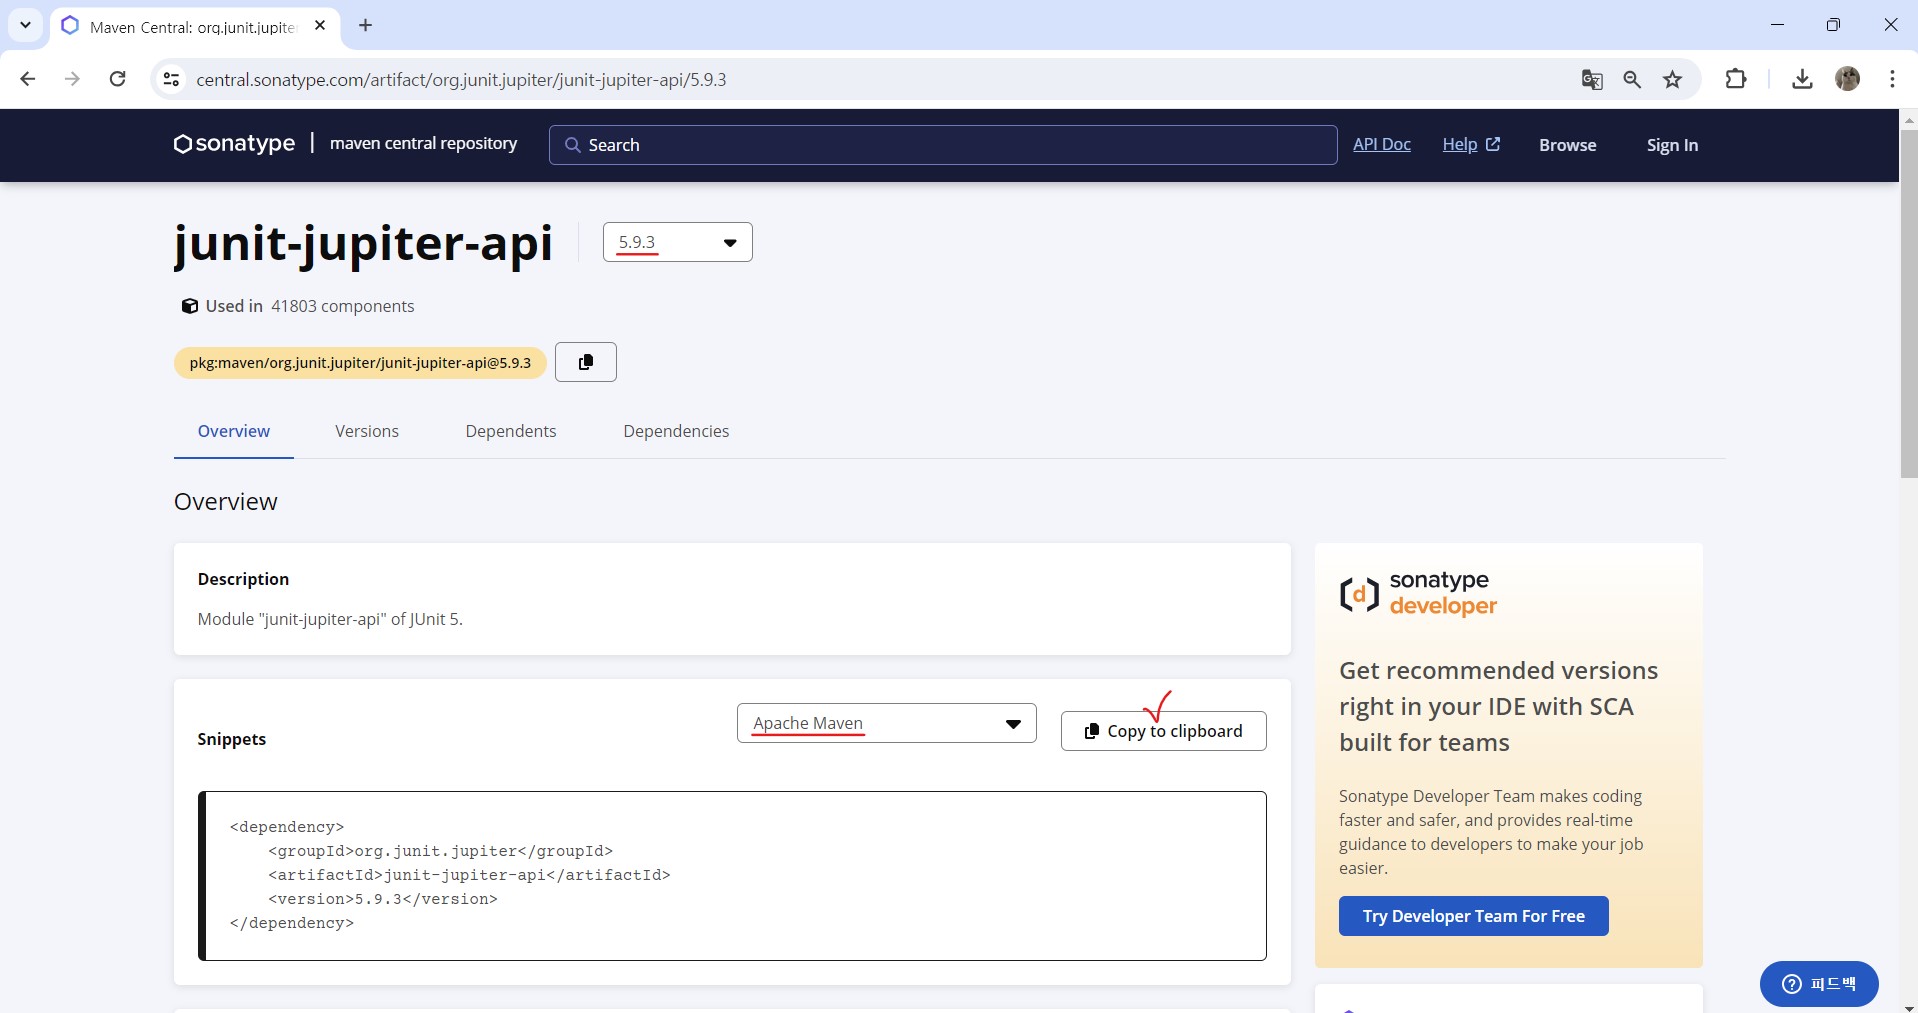 Maven Central: org.junit.jupiter
central.sonatype.com/artifact/org.junit.jupiter/junit-jupiter-api/5.9.3
sonatype | maven central repository
Search
API Doc
Help
Browse
Sign In
junit-jupiter-api
5.9.3
Used in 41803 components
pkg:maven/org.junit.jupiter/junit-jupiter-api@5.9.3
Overview
Versions
Dependents
Dependencies
Overview
Description
Module "junit-jupiter-api" of JUnit 5.
Snippets
Apache Maven
Copy to clipboard
<dependency>
    <groupId>org.junit.jupiter</groupId>
    <artifactId>junit-jupiter-api</artifactId>
    <version>5.9.3</version>
</dependency>
sonatype
developer
Get recommended versions
right in your IDE with SCA
built for teams
Sonatype Developer Team makes coding
faster and safer, and provides real-time
guidance to developers to make your job
easier.
Try Developer Team For Free
피드백